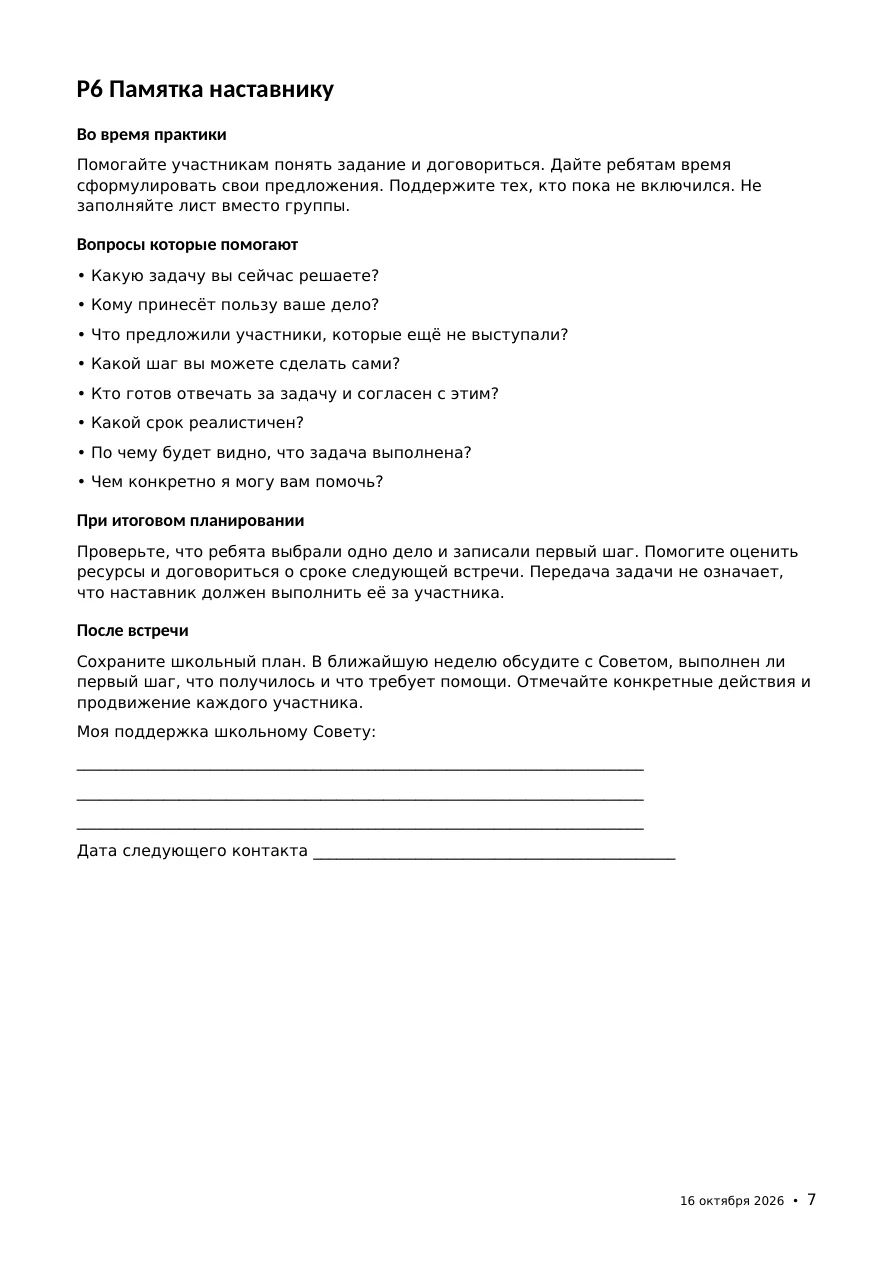 Р6 Памятка наставнику
Во время практики
Помогайте участникам понять задание и договориться. Дайте ребятам время
сформулировать свои предложения. Поддержите тех, кто пока не включился. Не
заполняйте лист вместо группы.
Вопросы которые помогают
• Какую задачу вы сейчас решаете?
• Кому принесёт пользу ваше дело?
• Что предложили участники, которые ещё не выступали?
• Какой шаг вы можете сделать сами?
• Кто готов отвечать за задачу и согласен с этим?
• Какой срок реалистичен?
• По чему будет видно, что задача выполнена?
• Чем конкретно я могу вам помочь?
При итоговом планировании
Проверьте, что ребята выбрали одно дело и записали первый шаг. Помогите оценить
ресурсы и договориться о сроке следующей встречи. Передача задачи не означает,
что наставник должен выполнить её за участника.
После встречи
Сохраните школьный план. В ближайшую неделю обсудите с Советом, выполнен ли
первый шаг, что получилось и что требует помощи. Отмечайте конкретные действия и
продвижение каждого участника.
Моя поддержка школьному Совету:
Дата следующего контакта
16 октября 2026 • 7